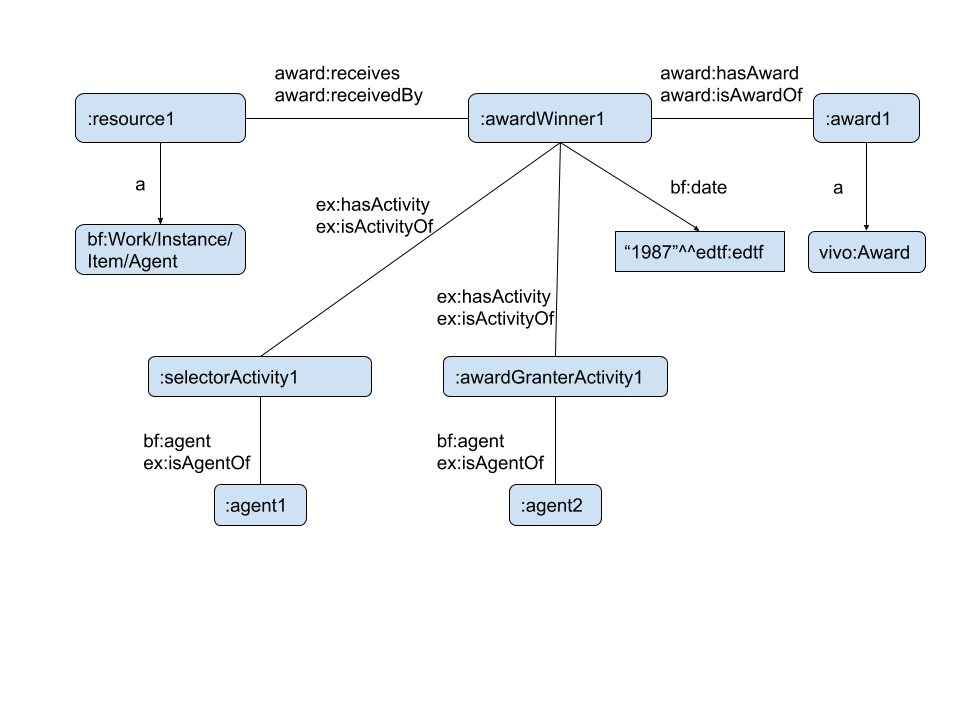 award:receives
award:receivedBy
award:hasAward
award:isAwardOf
:resource1
:awardWinner1
:award1
a
bf:date
a
ex:hasActivity
ex:isActivityOf
bf:Work/Instance/
Item/Agent
“1987”^^edtf:edtf
vivo:Award
ex:hasActivity
ex:isActivityOf
:selectorActivity1
:awardGranterActivity1
bf:agent
ex:isAgentOf
bf:agent
ex:isAgentOf
:agent1
:agent2